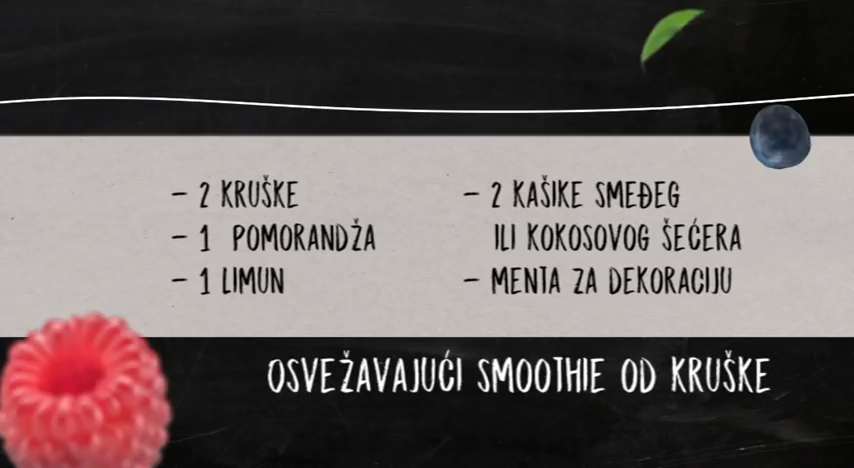 – 2 KRUŠKE
– 1 POMORANDŽA
– 1 LIMUN
– 2 KAŠIKE SMEĐEG
ILI KOKOSOVOG ŠEĆERA
– MENTA ZA DEKORACIJU
OSVEŽAVAJUĆI SMOOTHIE OD KRUŠKE